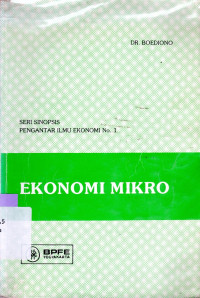 DR. BOEDIONO
SERI SINOPSIS
PENGANTAR ILMU EKONOMI No. 1
EKONOMI MIKRO
BPFE
YOGYAKARTA